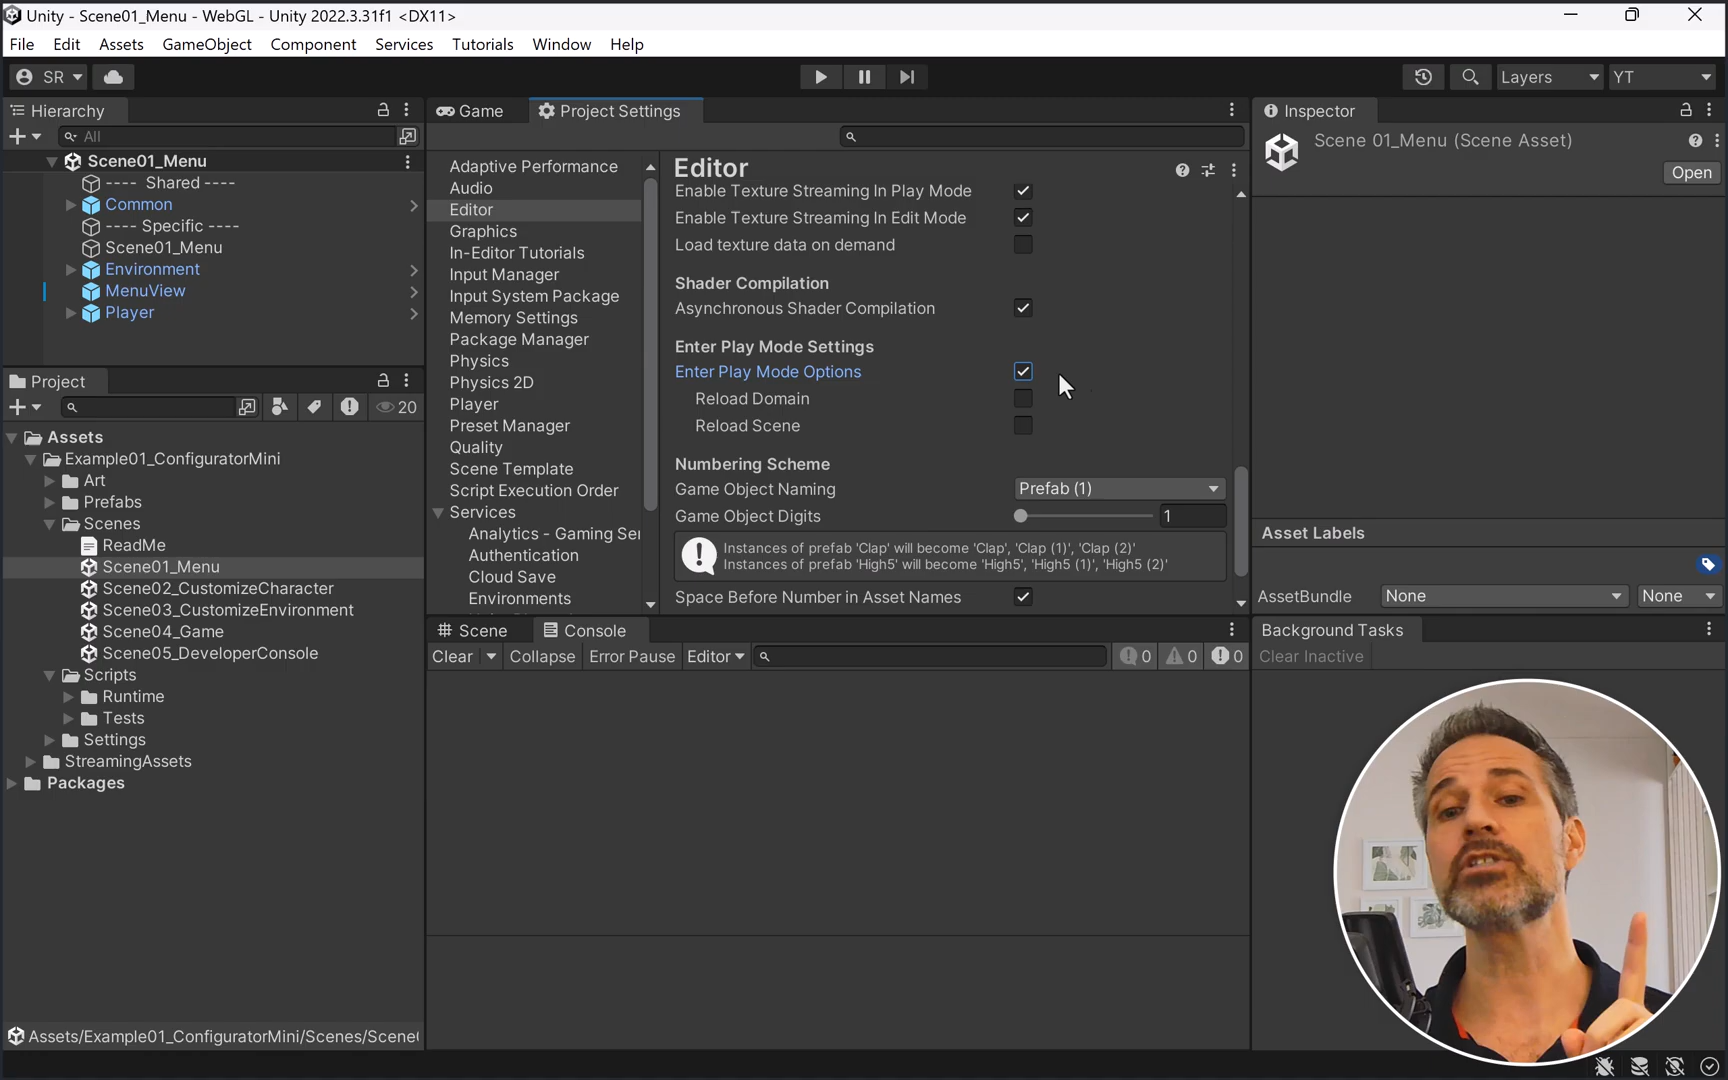 Unity - Scene01_Menu - WebGL - Unity 2022.3.31f1 <DX11>
File Edit Assets GameObject Component Services Tutorials Window Help
SR
Layers
YT
Hierarchy
All
Scene01_Menu
---- Shared ----
Common
---- Specific ----
Scene01_Menu
Environment
MenuView
Player
Project
20
Assets
Example01_ConfiguratorMini
Art
Prefabs
Scenes
ReadMe
Scene01_Menu
Scene02_CustomizeCharacter
Scene03_CustomizeEnvironment
Scene04_Game
Scene05_DeveloperConsole
Scripts
Runtime
Tests
Settings
StreamingAssets
Packages
Assets/Example01_ConfiguratorMini/Scenes/Scene
Game
Project Settings
Adaptive Performance
Audio
Editor
Graphics
In-Editor Tutorials
Input Manager
Input System Package
Memory Settings
Package Manager
Physics
Physics 2D
Player
Preset Manager
Quality
Scene Template
Script Execution Order
Services
Analytics - Gaming Ser
Authentication
Cloud Save
Environments
Editor
Enable Texture Streaming In Play Mode
Enable Texture Streaming In Edit Mode
Load texture data on demand
Shader Compilation
Asynchronous Shader Compilation
Enter Play Mode Settings
Enter Play Mode Options
Reload Domain
Reload Scene
Numbering Scheme
Game Object Naming Prefab (1)
Game Object Digits 1
Instances of prefab 'Clap' will become 'Clap', 'Clap (1)', 'Clap (2)'
Instances of prefab 'High5' will become 'High5', 'High5 (1)', 'High5 (2)'
Space Before Number in Asset Names
Scene
Console
Clear Collapse Error Pause Editor
0 0 0
Inspector
Scene 01_Menu (Scene Asset)
Open
Asset Labels
AssetBundle None None
Background Tasks
Clear Inactive